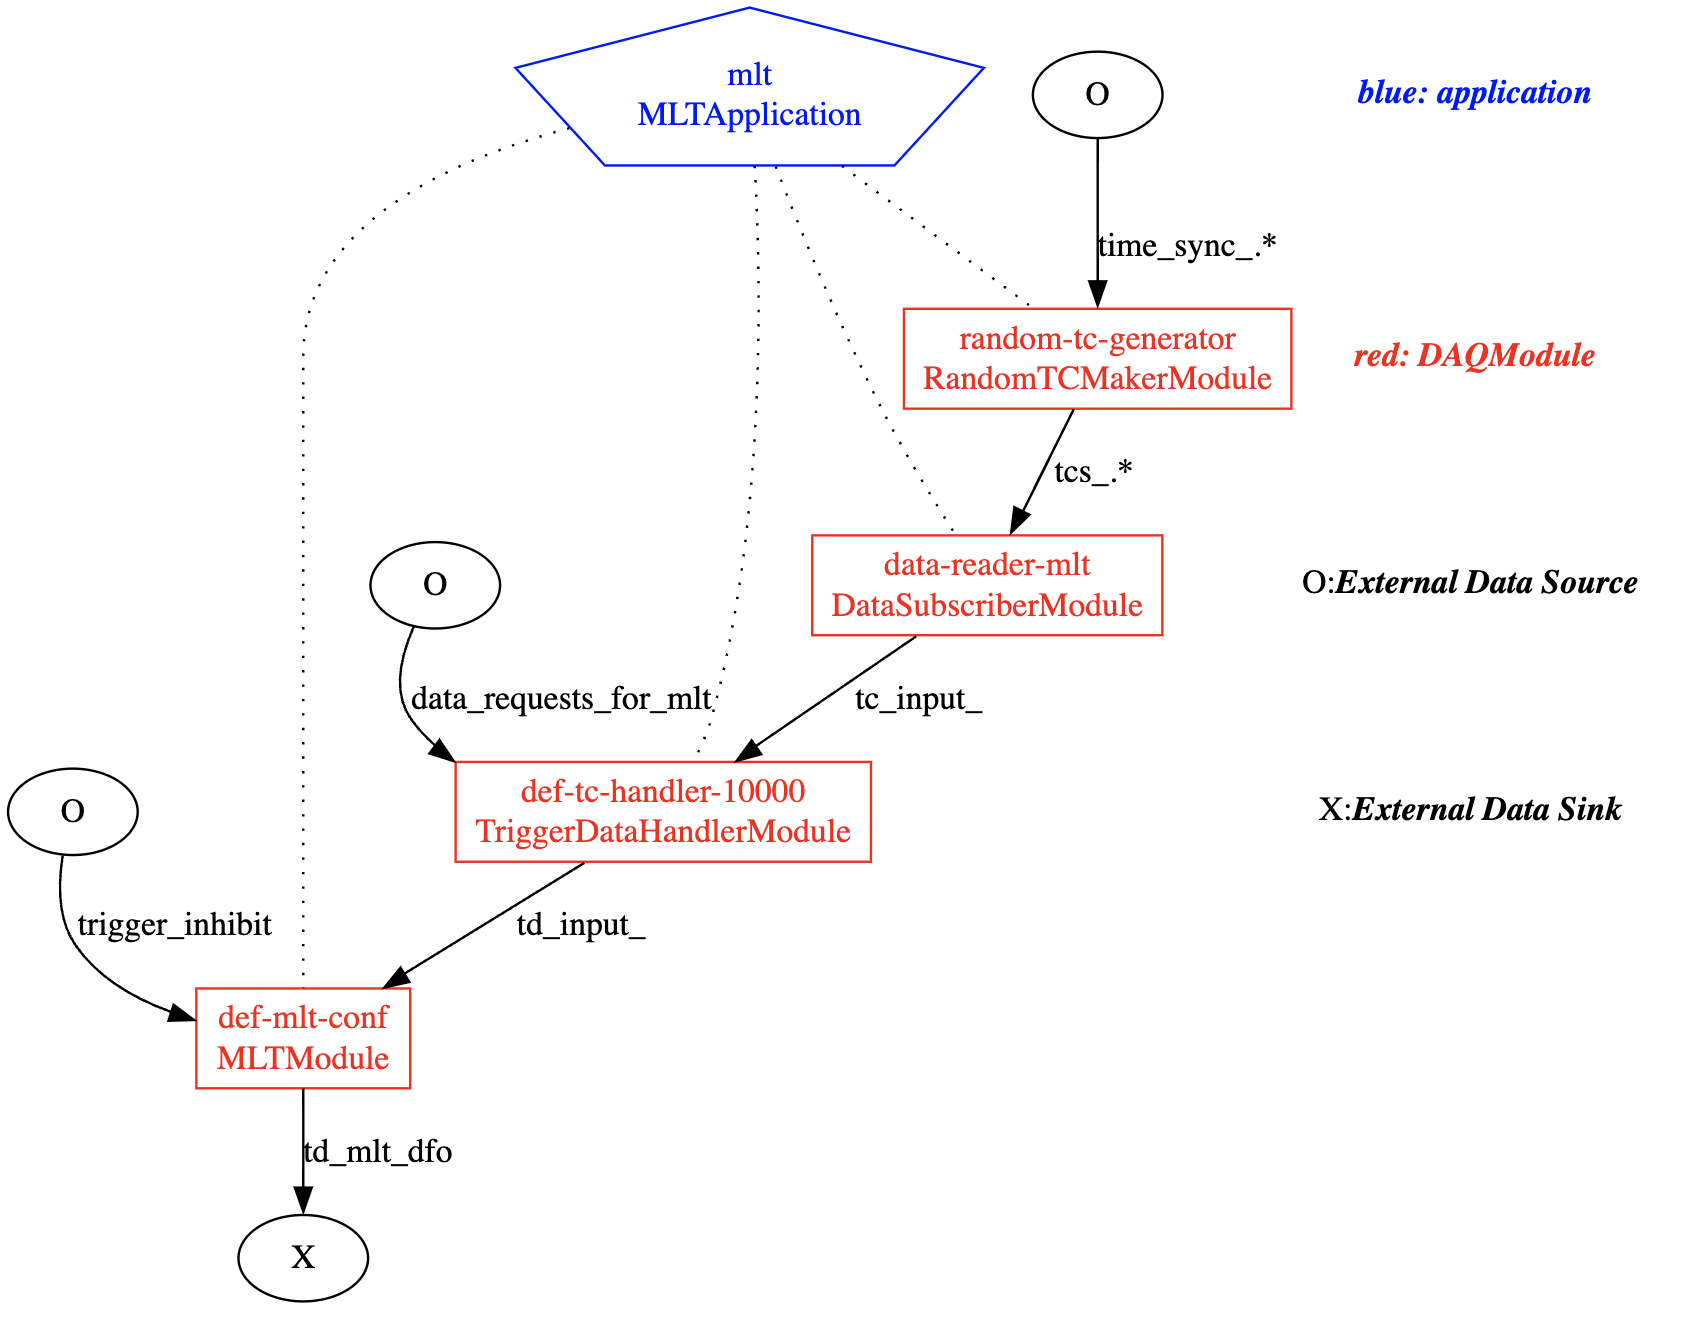 mlt
MLTApplication
O
blue: application
time_sync_.*
random-tc-generator
RandomTCMakerModule
red: DAQModule
tcs_.*
O
data-reader-mlt
DataSubscriberModule
O:External Data Source
data_requests_for_mlt
tc_input_
O
def-tc-handler-10000
TriggerDataHandlerModule
X:External Data Sink
trigger_inhibit
td_input_
def-mlt-conf
MLTModule
td_mlt_dfo
X